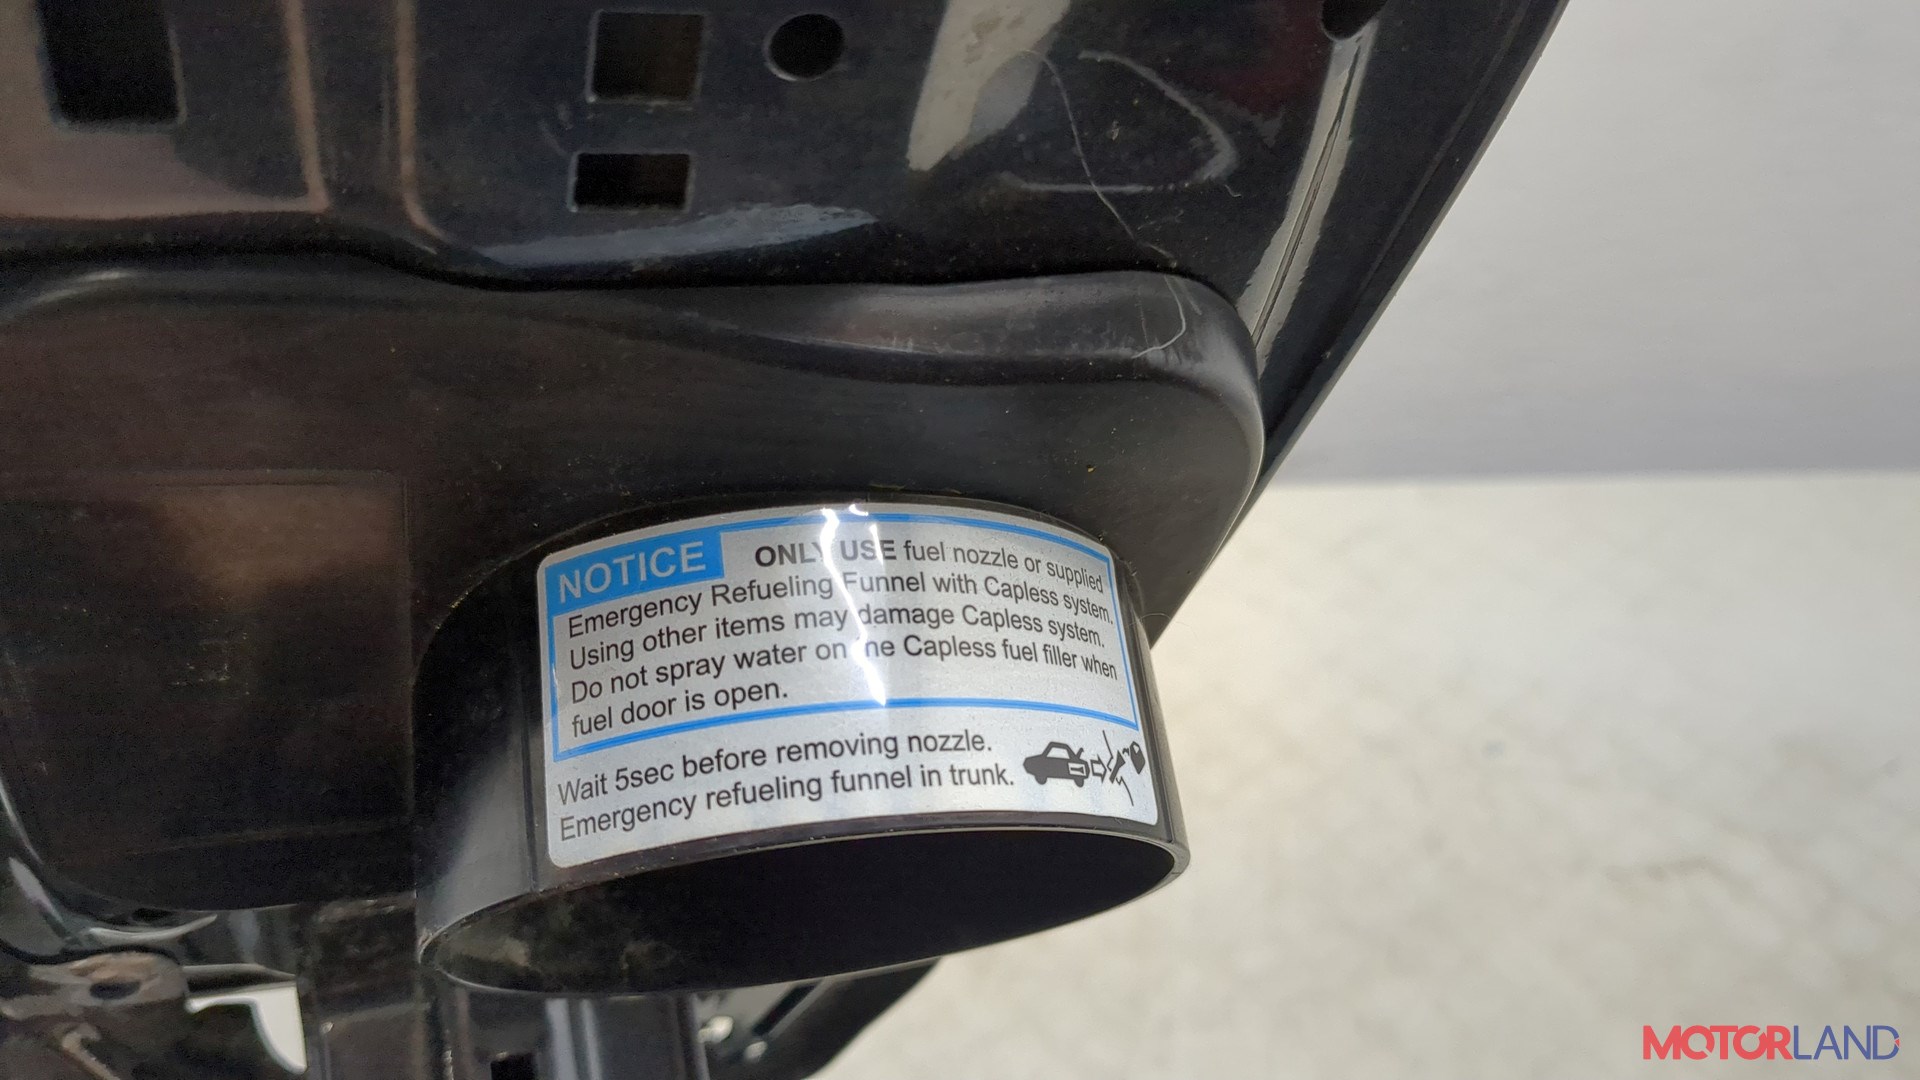 NOTICE ONLY USE fuel nozzle or supplied
Emergency Refueling Funnel with Capless system.
Using other items may damage Capless system.
Do not spray water on the Capless fuel filler when
fuel door is open.
Wait 5sec before removing nozzle.
Emergency refueling funnel in trunk.
MOTORLAND